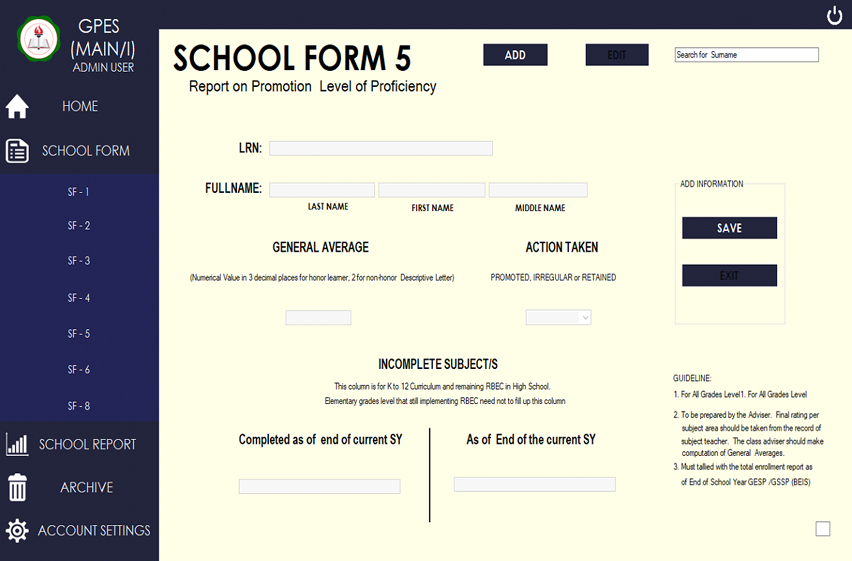 GPES
(MAIN/I)
ADMIN USER
HOME
SCHOOL FORM
SF - 1
SF - 2
SF - 3
SF - 4
SF - 5
SF - 6
SF - 8
SCHOOL REPORT
ARCHIVE
ACCOUNT SETTINGS
SCHOOL FORM 5
Report on Promotion Level of Proficiency
ADD
EDIT
Search for Surname
LRN:
FULLNAME:
LAST NAME
FIRST NAME
MIDDLE NAME
GENERAL AVERAGE
(Numerical Value in 3 decimal places for honor learner, 2 for non-honor Descriptive Letter)
ACTION TAKEN
PROMOTED, IRREGULAR or RETAINED
ADD INFORMATION
SAVE
EXIT
INCOMPLETE SUBJECT/S
This column is for K to 12 Curriculum and remaining RBEC in High School.
Elementary grades level that still implementing RBEC need not to fill up this column
Completed as of end of current SY
As of End of the current SY
GUIDELINE:
1. For All Grades Level1. For All Grades Level
2. To be prepared by the Adviser. Final rating per
subject area should be taken from the record of
subject teacher. The class adviser should make
computation of General Averages.
3. Must tallied with the total enrollment report as
of End of School Year GESP /GSSP (BEIS)